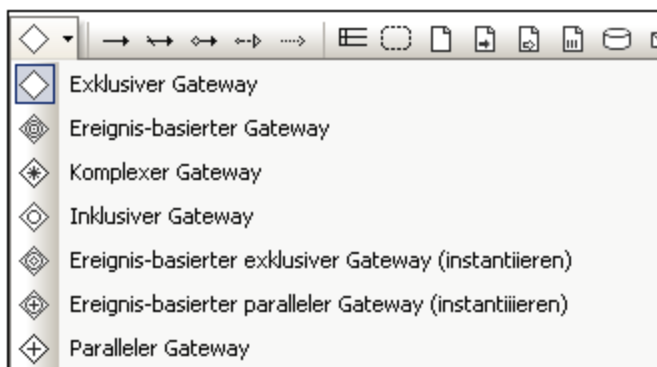 Exklusiver Gateway
Ereignis-basierter Gateway
Komplexer Gateway
Inklusiver Gateway
Ereignis-basierter exklusiver Gateway (instantiieren)
Ereignis-basierter paralleler Gateway (instantiiieren)
Paralleler Gateway